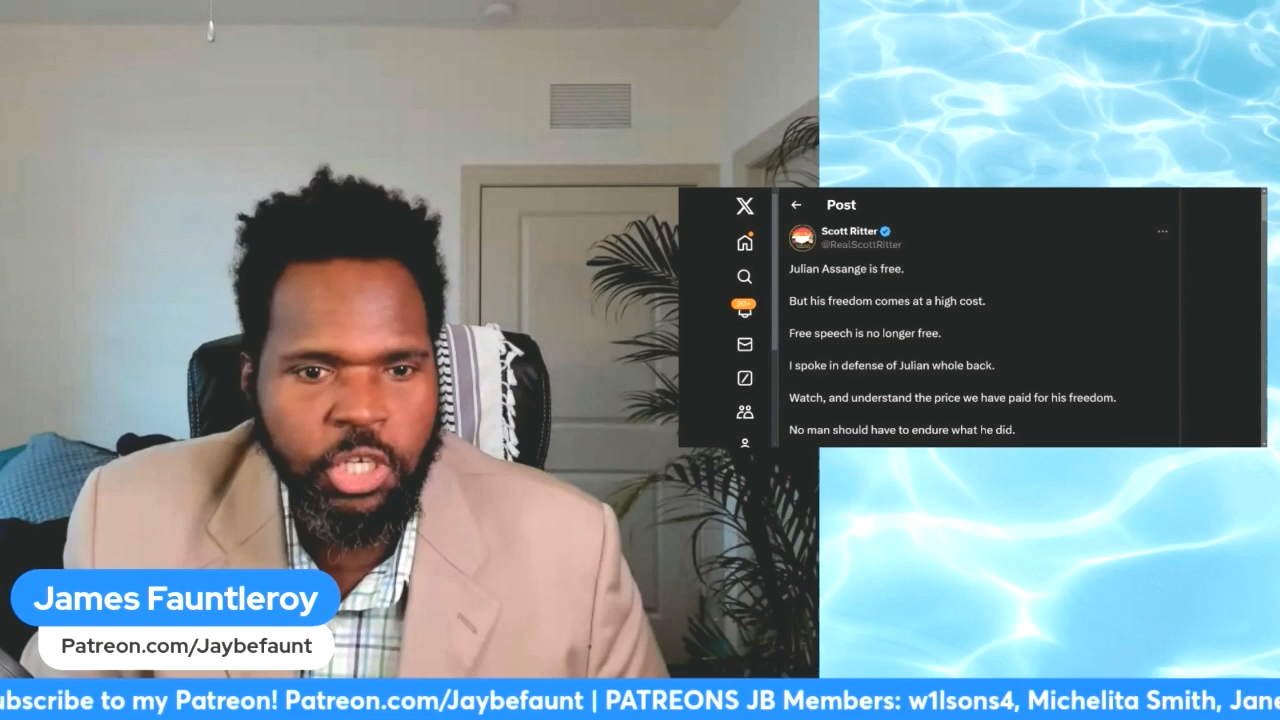 Post
Scott Ritter
@RealScottRitter
Julian Assange is free.
But his freedom comes at a high cost.
Free speech is no longer free.
I spoke in defense of Julian whole back.
Watch, and understand the price we have paid for his freedom.
No man should have to endure what he did.
20+
James Fauntleroy
Patreon.com/Jaybefaunt
ubscribe to my Patreon! Patreon.com/Jaybefaunt | PATREONS JB Members: w1lsons4, Michelita Smith, Jane